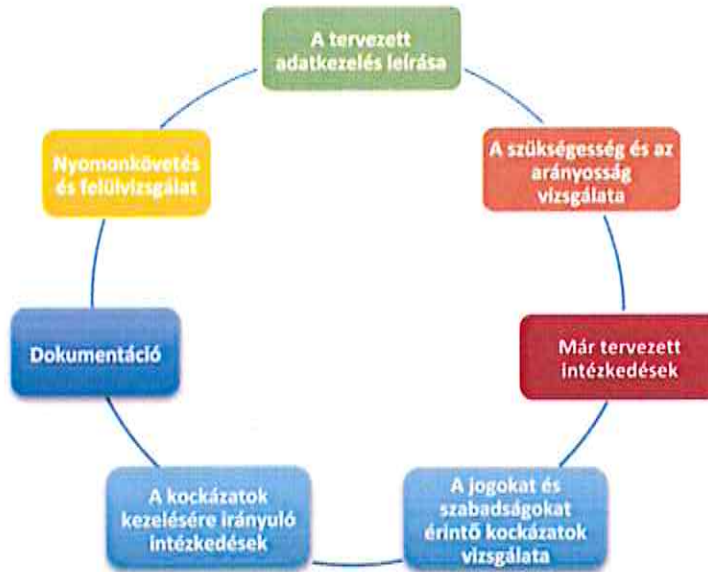 A tervezett
adatkezelés leírása
A szükségesség és az
arányosság
vizsgálata
Már tervezett
intézkedések
A jogokat és
szabadságokat
érintő kockázatok
vizsgálata
A kockázatok
kezelésére irányuló
intézkedések
Dokumentáció
Nyomonkövetés
és felülvizsgálat